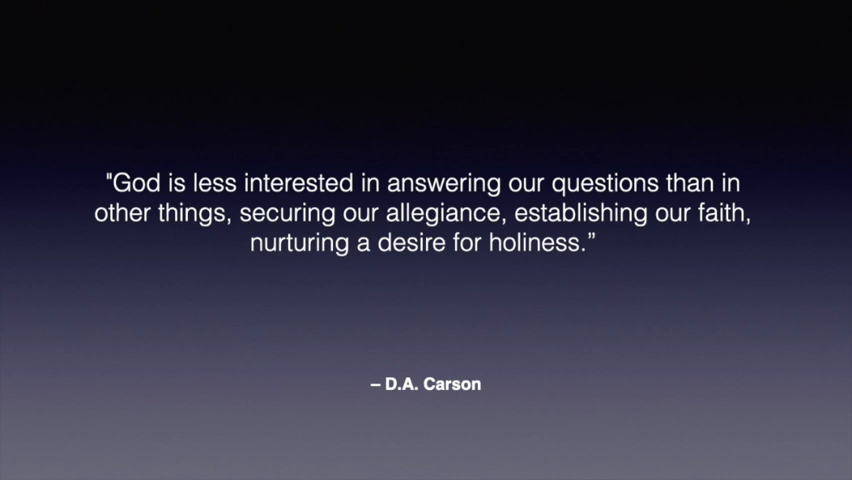 "God is less interested in answering our questions than in
other things, securing our allegiance, establishing our faith,
nurturing a desire for holiness.”
– D.A. Carson